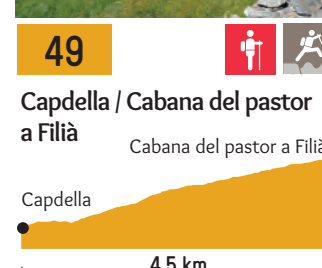 49
Capdella / Cabana del pastor
a Filià
Cabana del pastor a Filià
Capdella
4,5 km